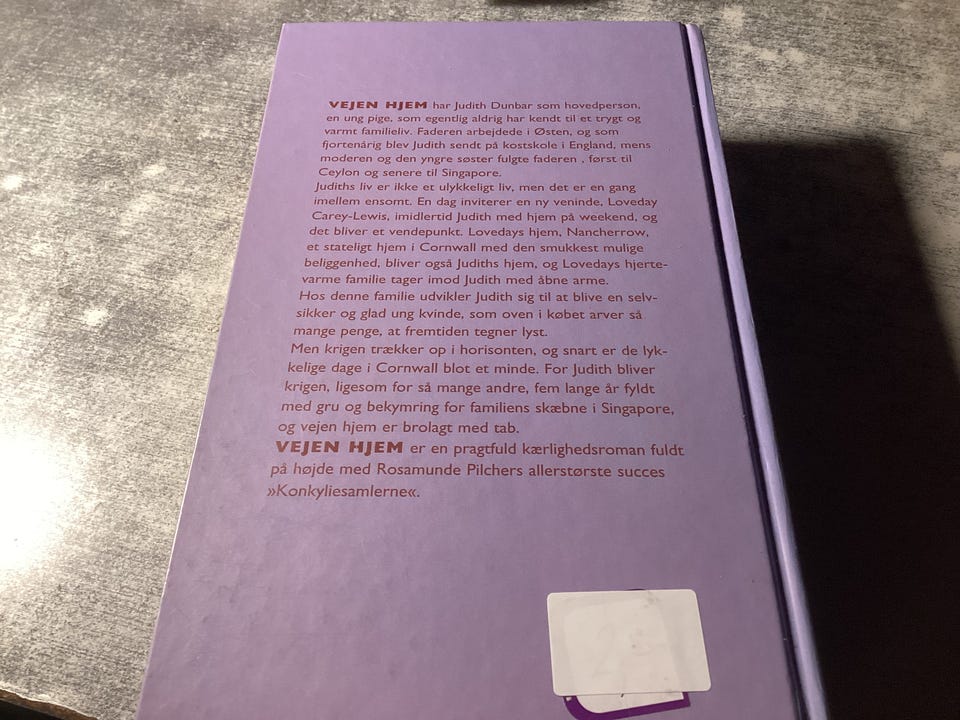 VEJEN HJEM har Judith Dunbar som hovedperson,
en ung pige, som egentlig aldrig har kendt til et trygt og
varmt familieliv. Faderen arbejdede i Østen, og som
fjortenårig blev Judith sendt på kostskole i England, mens
moderen og den yngre søster fulgte faderen , først til
Ceylon og senere til Singapore.
Judiths liv er ikke et ulykkeligt liv, men det er en gang
imellem ensomt. En dag inviterer en ny veninde, Loveday
Carey-Lewis, imidlertid Judith med hjem på weekend, og
det bliver et vendepunkt. Lovedays hjem, Nancherrow,
et stateligt hjem i Cornwall med den smukkest mulige
beliggenhed, bliver også Judiths hjem, og Lovedays hjerte-
varme familie tager imod Judith med åbne arme.
Hos denne familie udvikler Judith sig til at blive en selv-
sikker og glad ung kvinde, som oven i købet arver så
mange penge, at fremtiden tegner lyst.
Men krigen trækker op i horisonten, og snart er de lyk-
kelige dage i Cornwall blot et minde. For Judith bliver
krigen, ligesom for så mange andre, fem lange år fyldt
med gru og bekymring for familiens skæbne i Singapore,
og vejen hjem er brolagt med tab.
VEJEN HJEM er en pragtfuld kærlighedsroman fuldt
på højde med Rosamunde Pilchers allerstørste succes
»Konkyliesamlerne«.